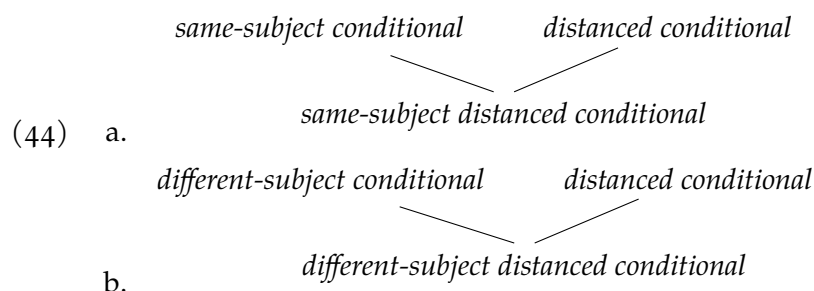 same-subject conditional distanced conditional
(44) a. same-subject distanced conditional
different-subject conditional distanced conditional
b. different-subject distanced conditional